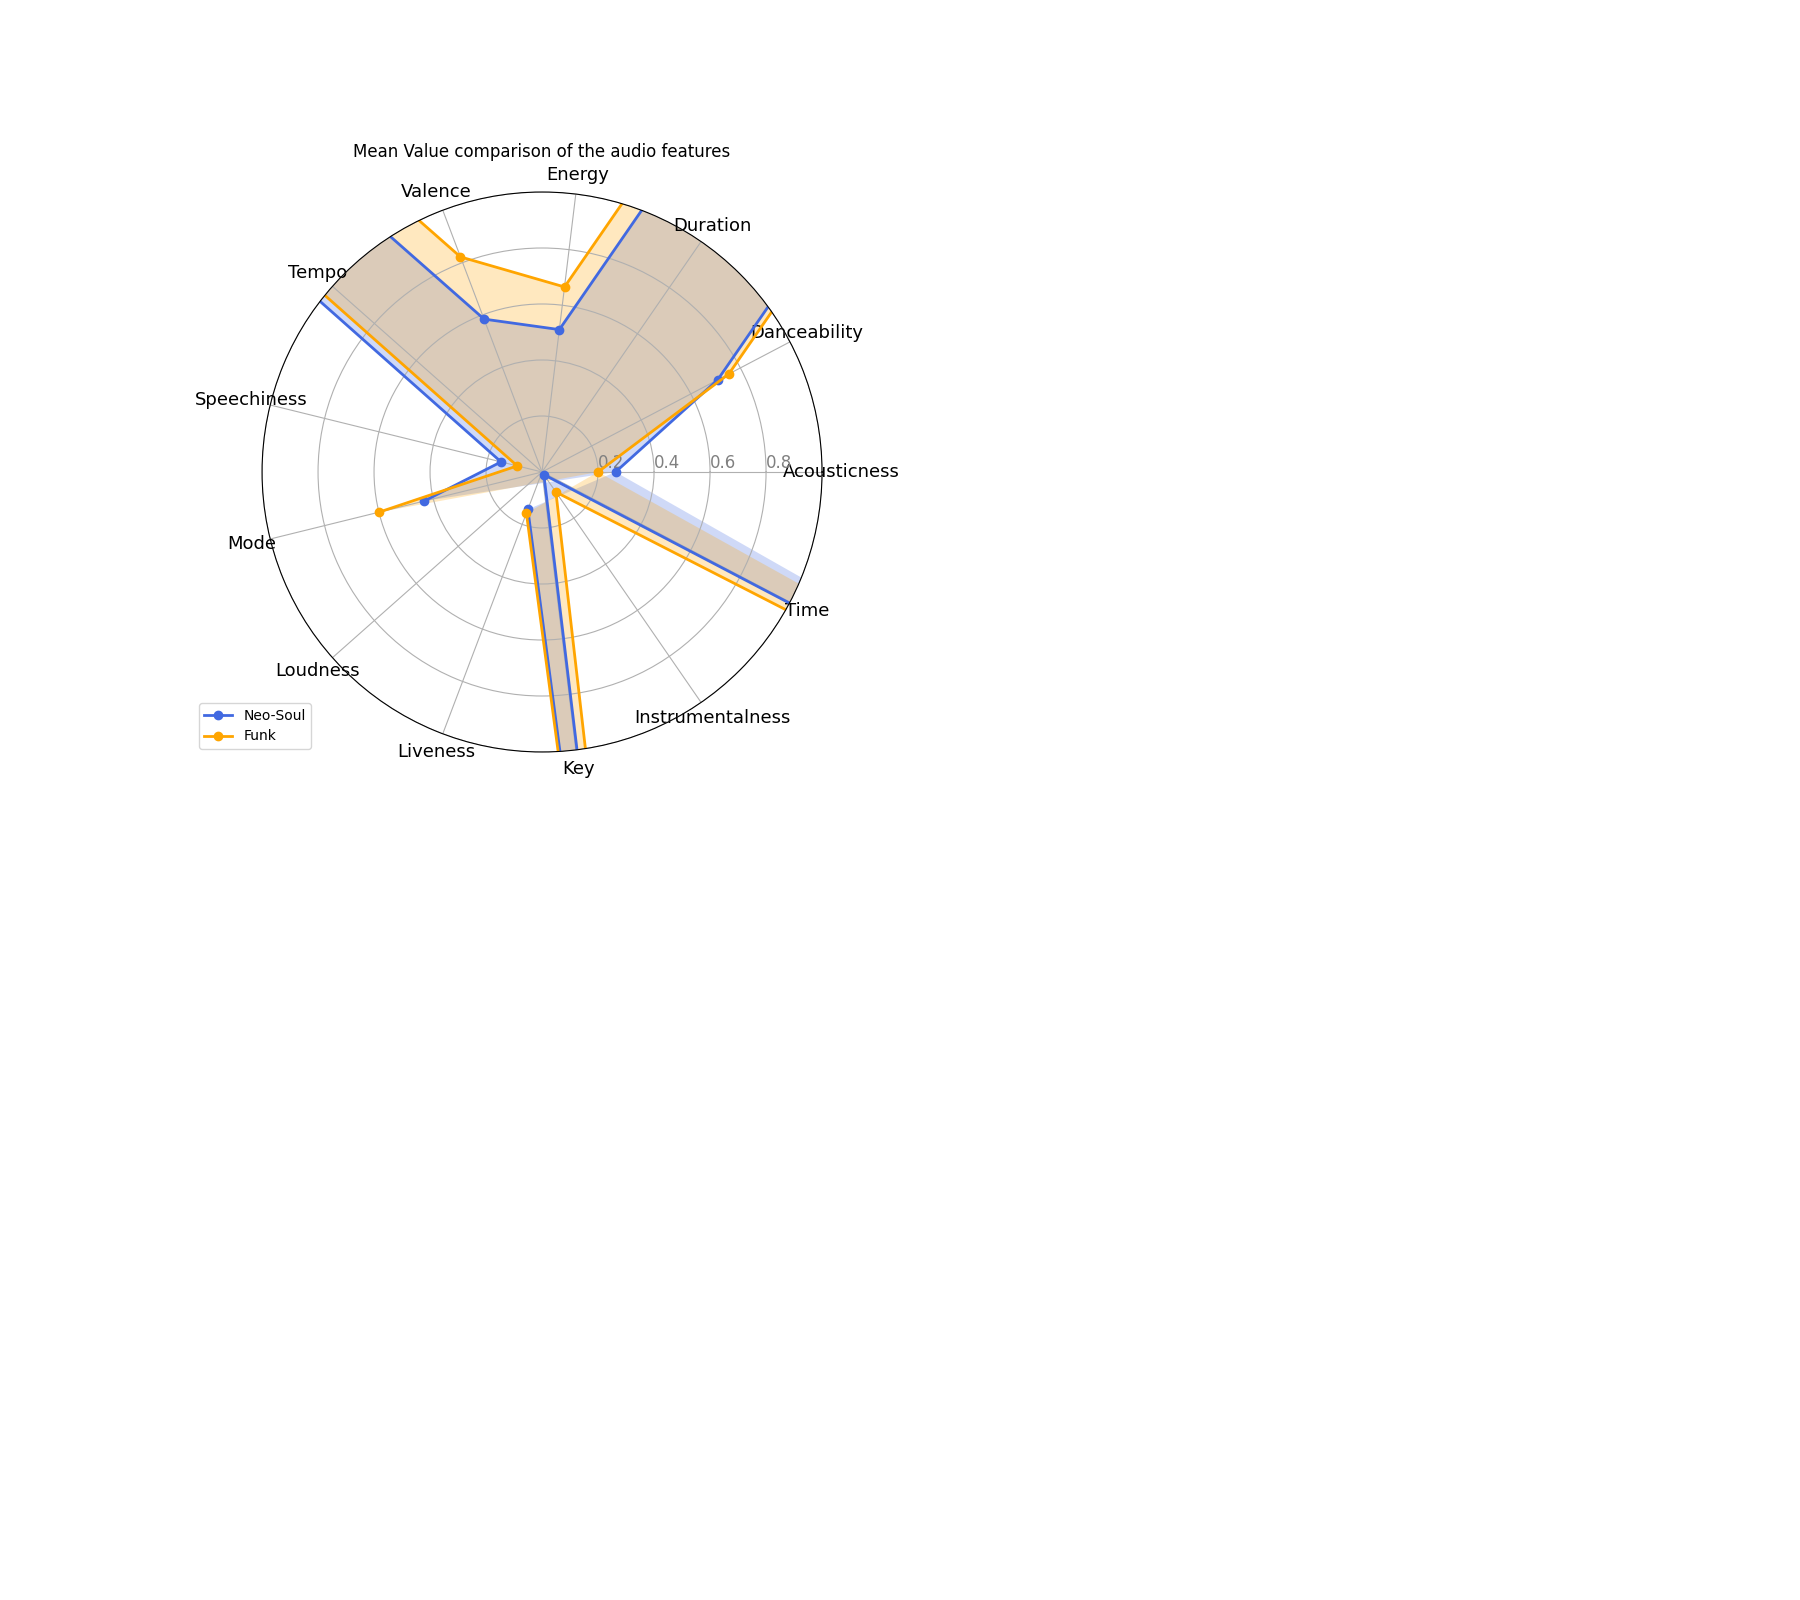 Mean Value comparison of the audio features
Energy
Valence
Duration
Tempo
Danceability
Speechiness
0.2
0.4
0.6
0.8
Acousticness
Mode
Time
Loudness
Instrumentalness
Liveness
Key
Neo-Soul
Funk